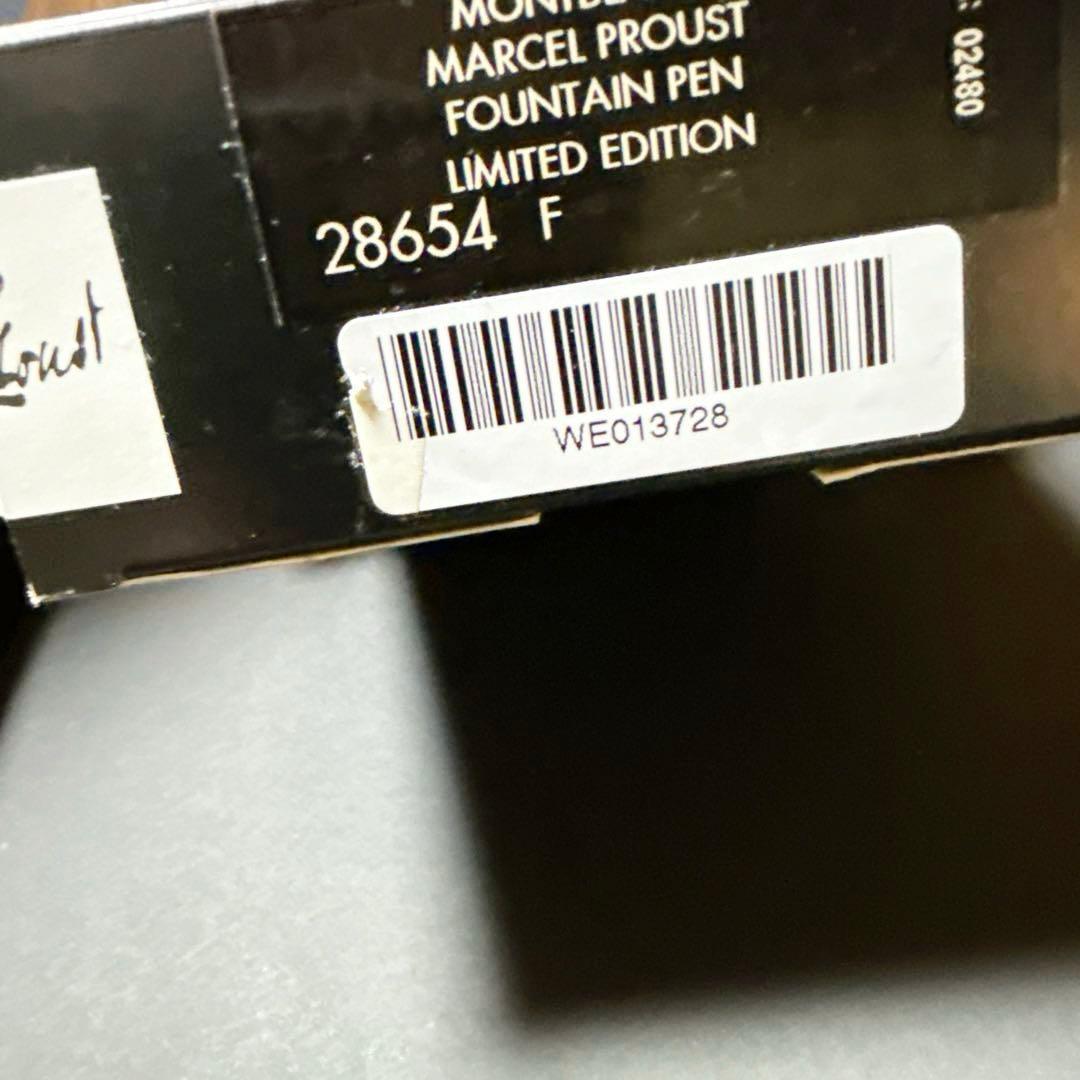 MARCEL PROUST
FOUNTAIN PEN
LIMITED EDITION
28654 F
: 02480
WE013728